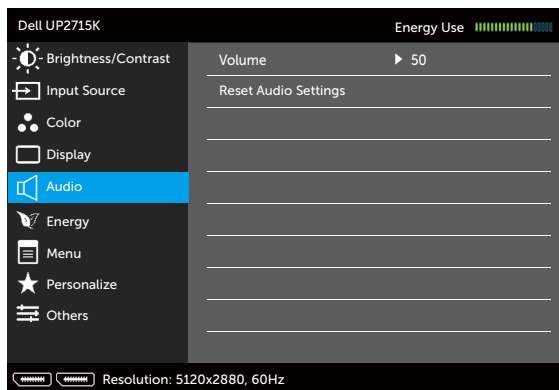 Dell UP2715K Energy Use
Brightness/Contrast
Volume 50
Input Source
Reset Audio Settings
Color
Display
Audio
Energy
Menu
Personalize
Others
Resolution: 5120x2880, 60Hz